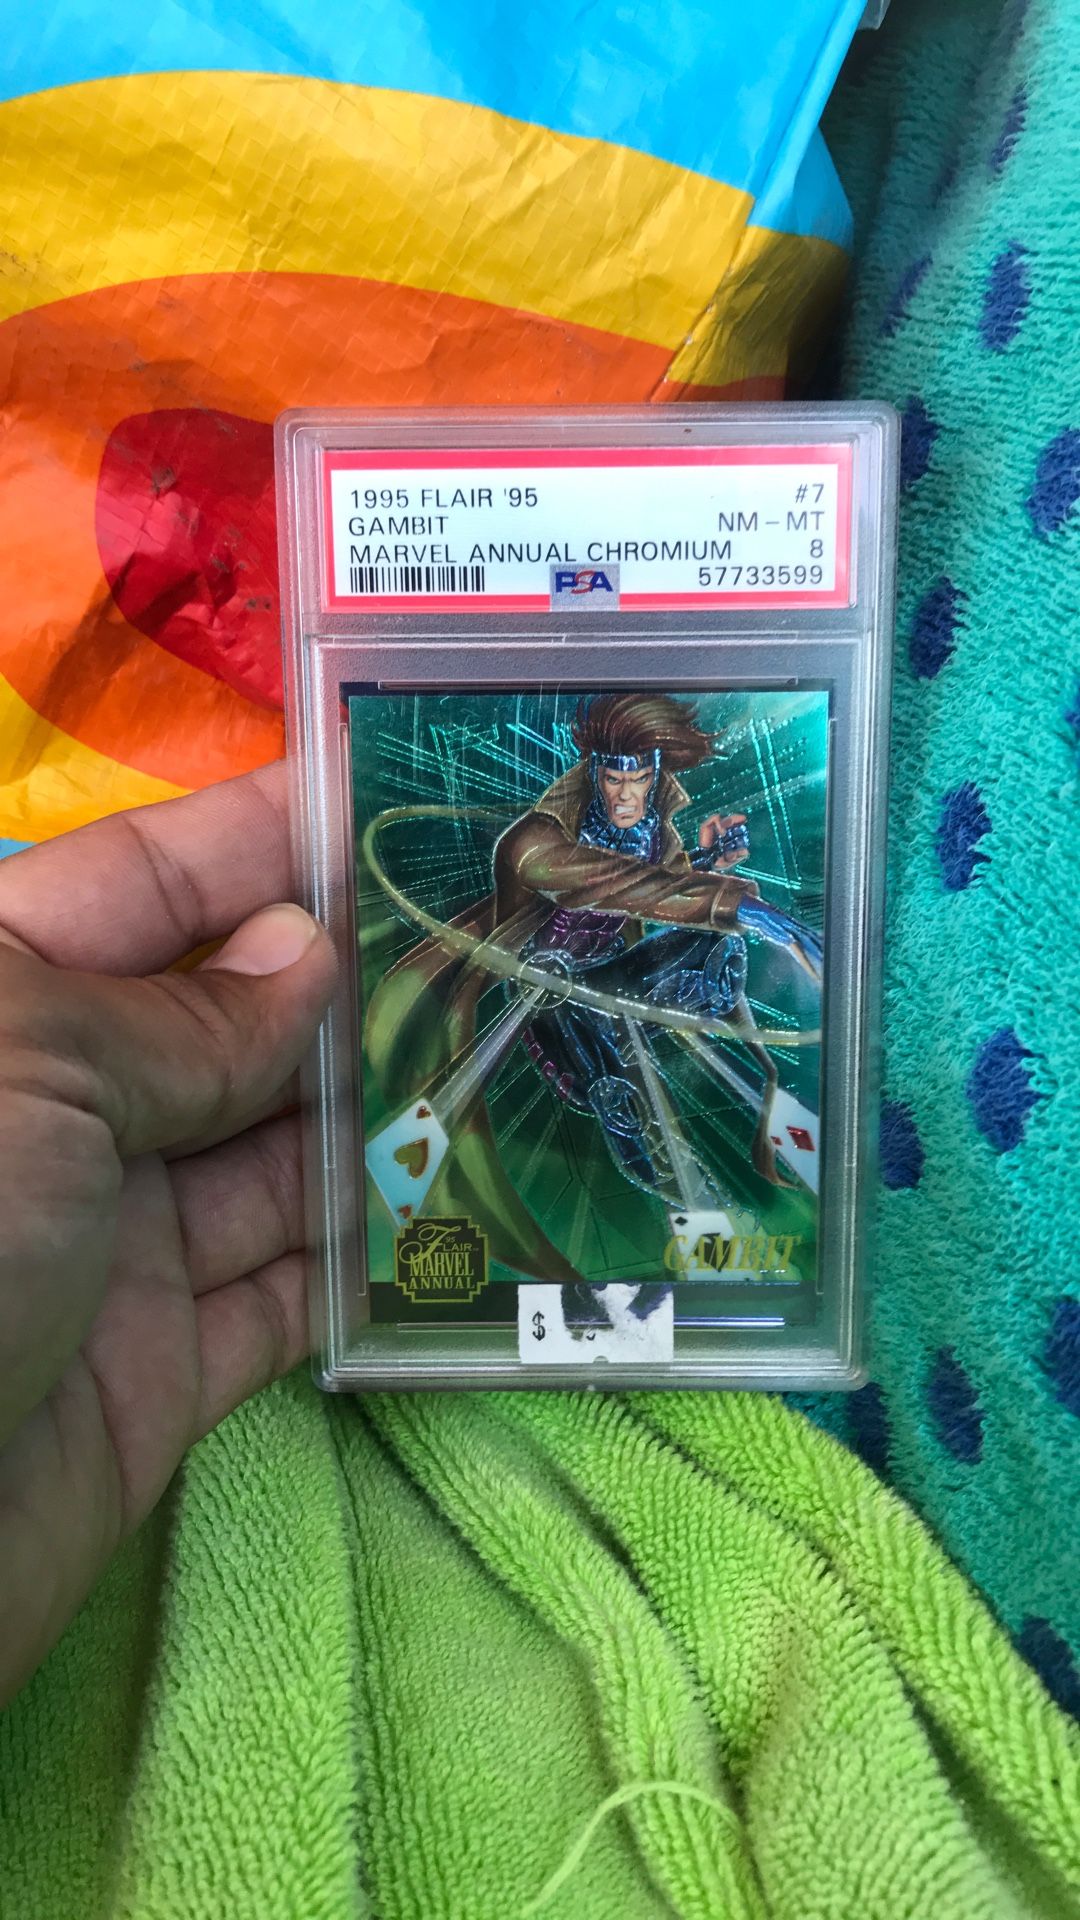 1995 FLAIR '95 #7
GAMBIT NM - MT
MARVEL ANNUAL CHROMIUM 8
PSA 57733599
'95
FLAIR
MARVEL
ANNUAL
GAMBIT
$